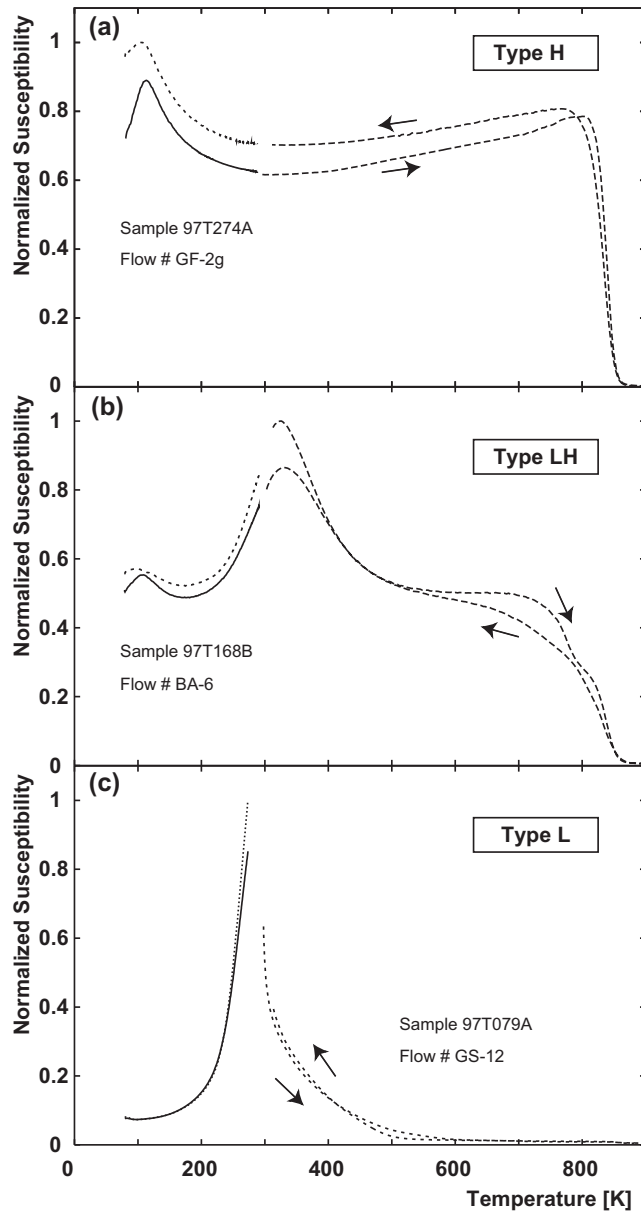 (a)
Type H
Normalized Susceptibility
1
0.8
0.6
0.4
0.2
0
Sample 97T274A
Flow # GF-2g
(b)
Type LH
Normalized Susceptibility
1
0.8
0.6
0.4
0.2
0
Sample 97T168B
Flow # BA-6
(c)
Type L
Normalized Susceptibility
1
0.8
0.6
0.4
0.2
0
Sample 97T079A
Flow # GS-12
0 200 400 600 800
Temperature [K]